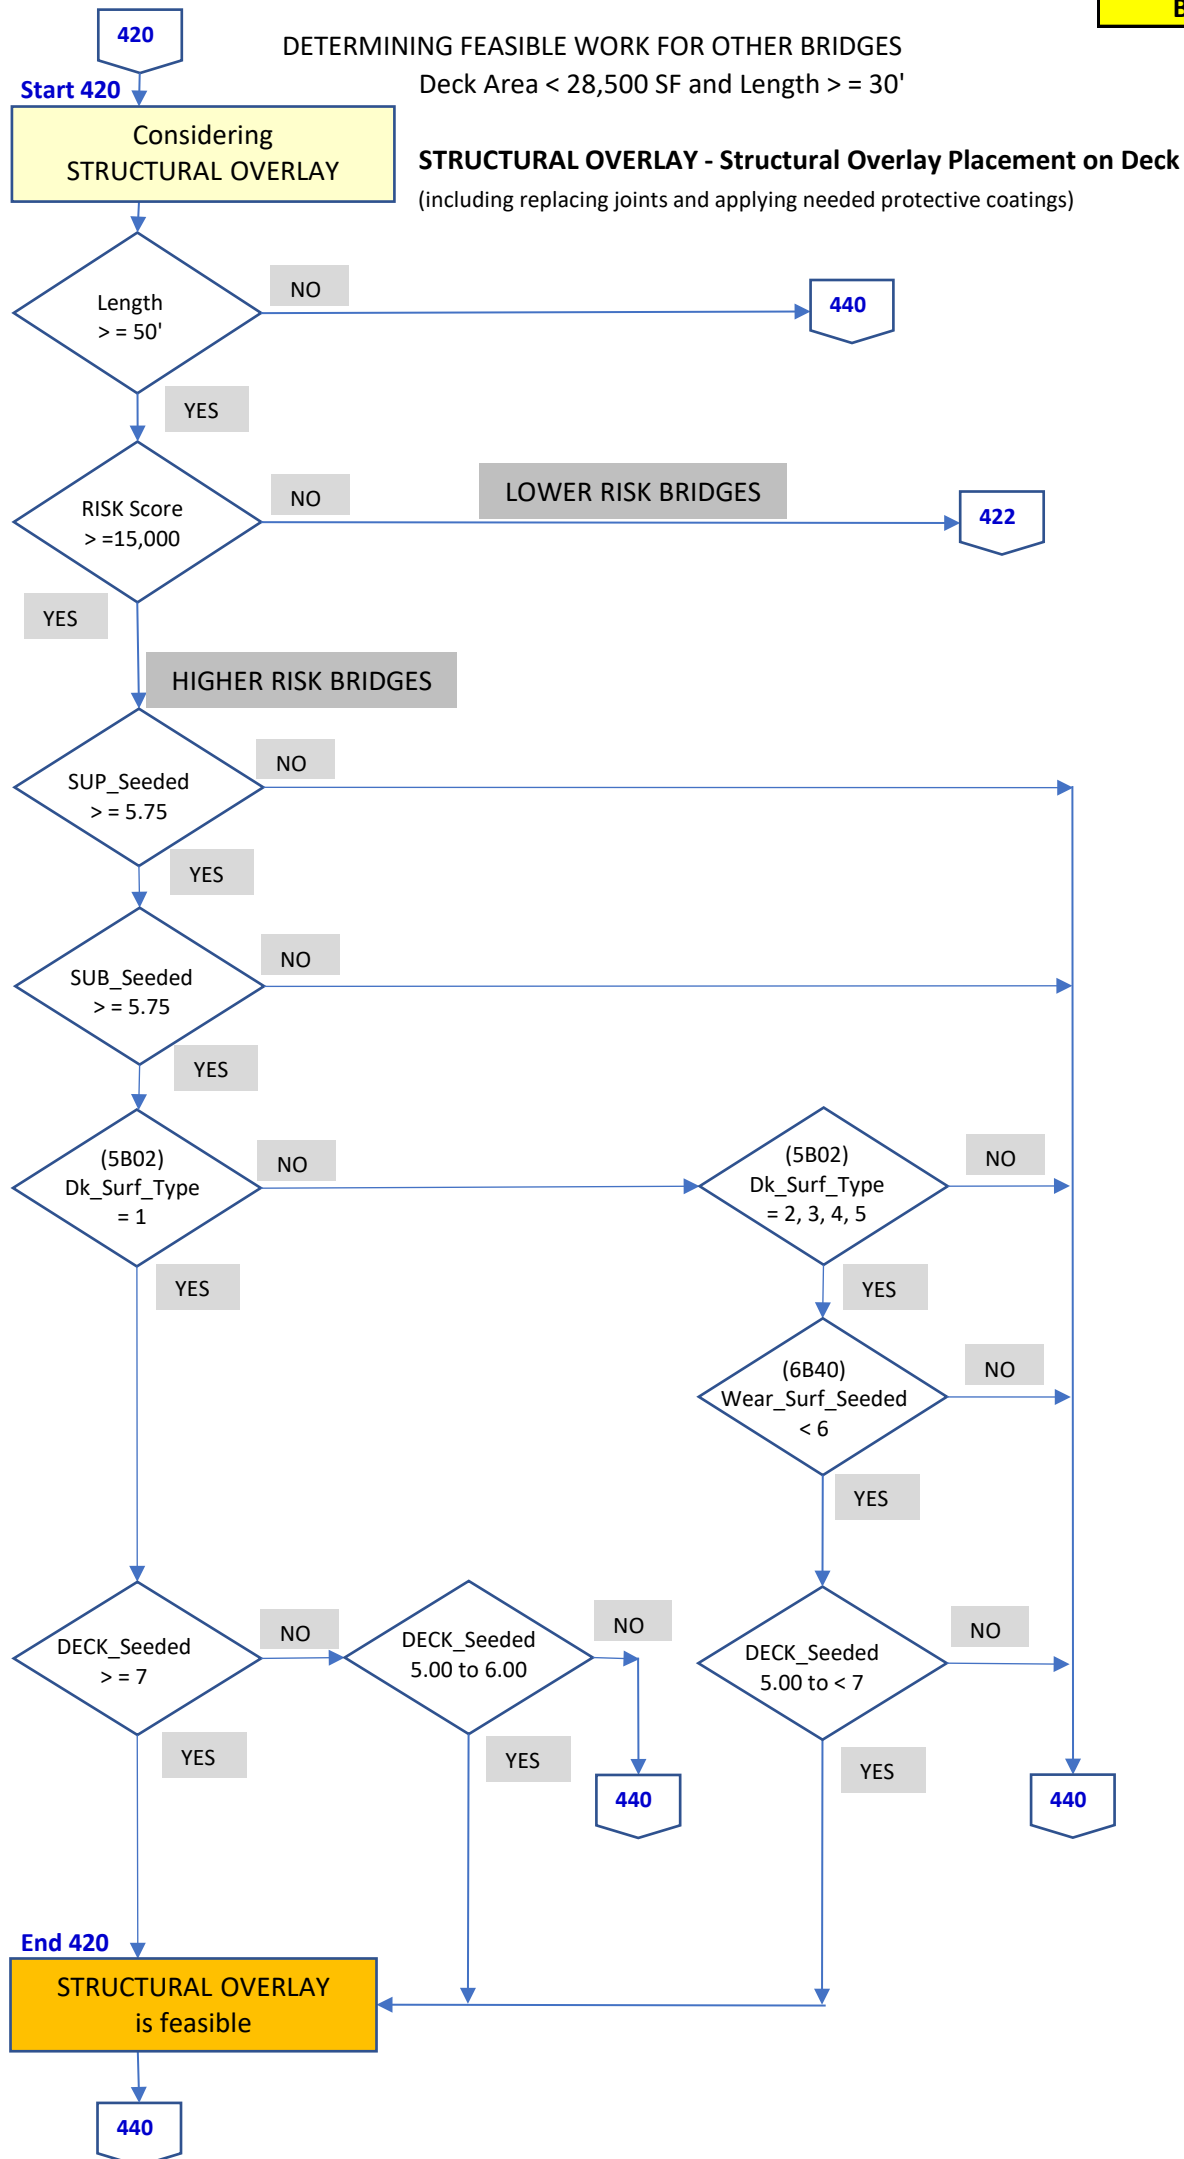 B
420
DETERMINING FEASIBLE WORK FOR OTHER BRIDGES
Deck Area < 28,500 SF and Length > = 30'
Start 420
Considering
STRUCTURAL OVERLAY
STRUCTURAL OVERLAY - Structural Overlay Placement on Deck
(including replacing joints and applying needed protective coatings)
Length
> = 50'
NO
440
YES
RISK Score
> =15,000
NO
LOWER RISK BRIDGES
422
YES
HIGHER RISK BRIDGES
SUP_Seeded
> = 5.75
NO
YES
SUB_Seeded
> = 5.75
NO
YES
(5B02)
Dk_Surf_Type
= 1
NO
(5B02)
Dk_Surf_Type
= 2, 3, 4, 5
NO
YES
YES
(6B40)
Wear_Surf_Seeded
< 6
NO
YES
DECK_Seeded
> = 7
NO
DECK_Seeded
5.00 to 6.00
NO
DECK_Seeded
5.00 to < 7
NO
YES
YES
YES
440
440
End 420
STRUCTURAL OVERLAY
is feasible
440